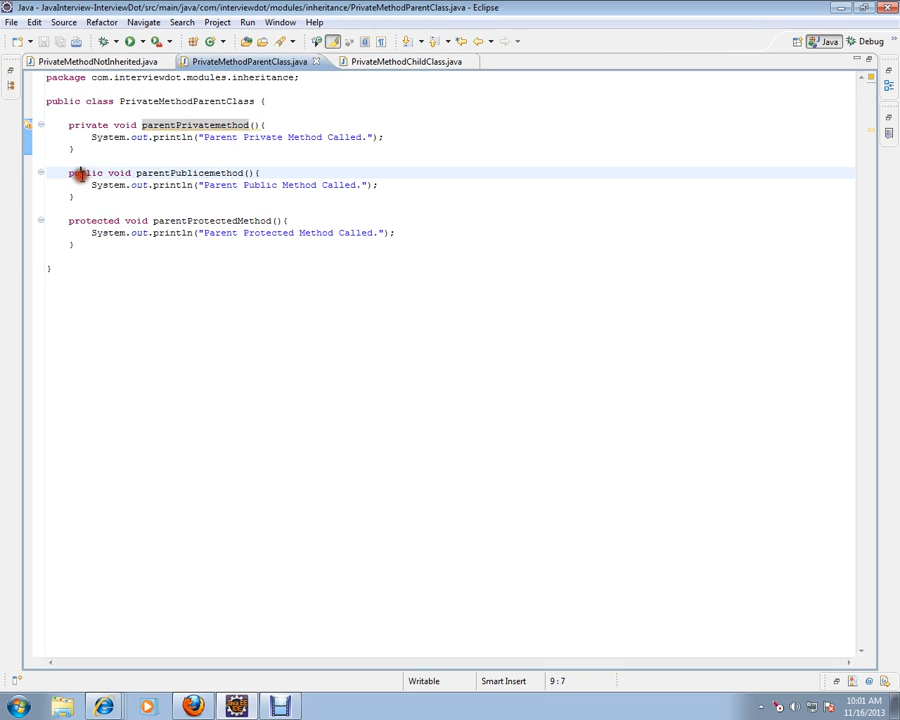 Java - JavaInterview-InterviewDot/src/main/java/com/interviewdot/modules/inheritance/PrivateMethodParentClass.java - Eclipse
File Edit Source Refactor Navigate Search Project Run Window Help
Java Debug
PrivateMethodNotInherited.java PrivateMethodParentClass.java PrivateMethodChildClass.java
package com.interviewdot.modules.inheritance;
public class PrivateMethodParentClass {
private void parentPrivatemethod(){
System.out.println("Parent Private Method Called.");
}
public void parentPublicemethod(){
System.out.println("Parent Public Method Called.");
}
protected void parentProtectedMethod(){
System.out.println("Parent Protected Method Called.");
}
}
Writable Smart Insert 9 : 7
10:01 AM
11/16/2013